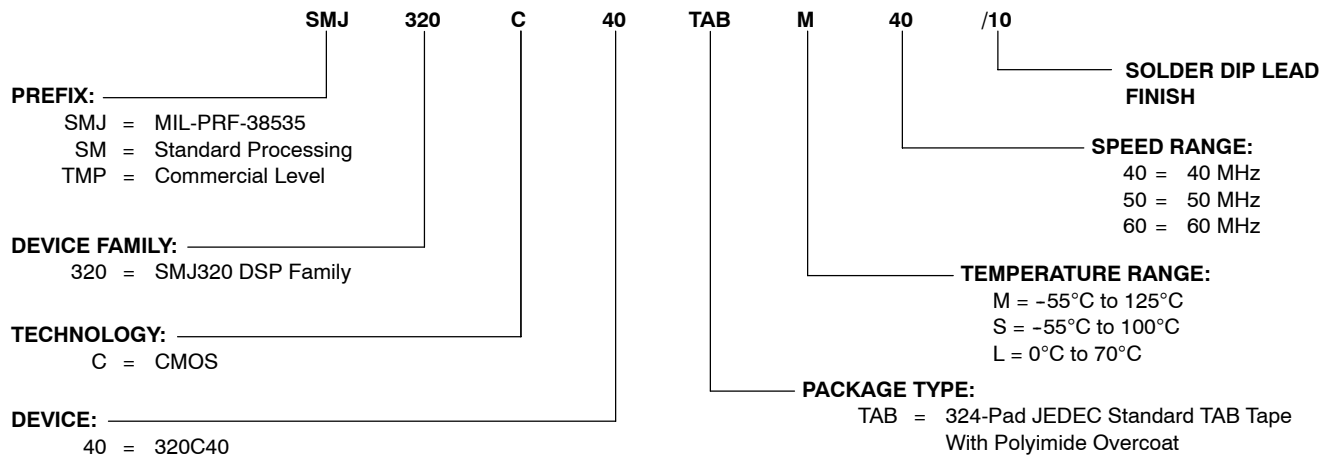 SMJ 320 C 40 TAB M 40 /10
SOLDER DIP LEAD
FINISH
PREFIX:
SMJ = MIL-PRF-38535
SM = Standard Processing
TMP = Commercial Level
SPEED RANGE:
40 = 40 MHz
50 = 50 MHz
60 = 60 MHz
DEVICE FAMILY:
320 = SMJ320 DSP Family
TEMPERATURE RANGE:
M = -55°C to 125°C
S = -55°C to 100°C
L = 0°C to 70°C
TECHNOLOGY:
C = CMOS
PACKAGE TYPE:
TAB = 324-Pad JEDEC Standard TAB Tape
With Polyimide Overcoat
DEVICE:
40 = 320C40